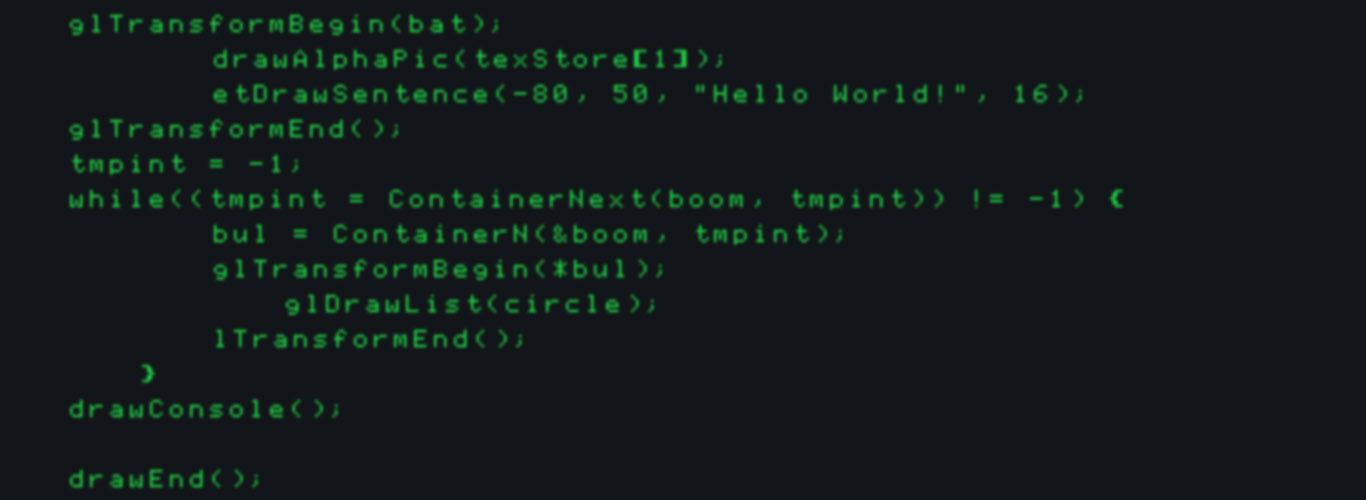 glTransformBegin(bat);
drawAlphaPic(texStore[1]);
etDrawSentence(-80, 50, "Hello World!", 16);
glTransformEnd();
tmpint = -1;
while((tmpint = ContainerNext(boom, tmpint)) != -1) {
bul = ContainerN(&boom, tmpint);
glTransformBegin(*bul);
glDrawList(circle);
lTransformEnd();
}
drawConsole();
drawEnd();